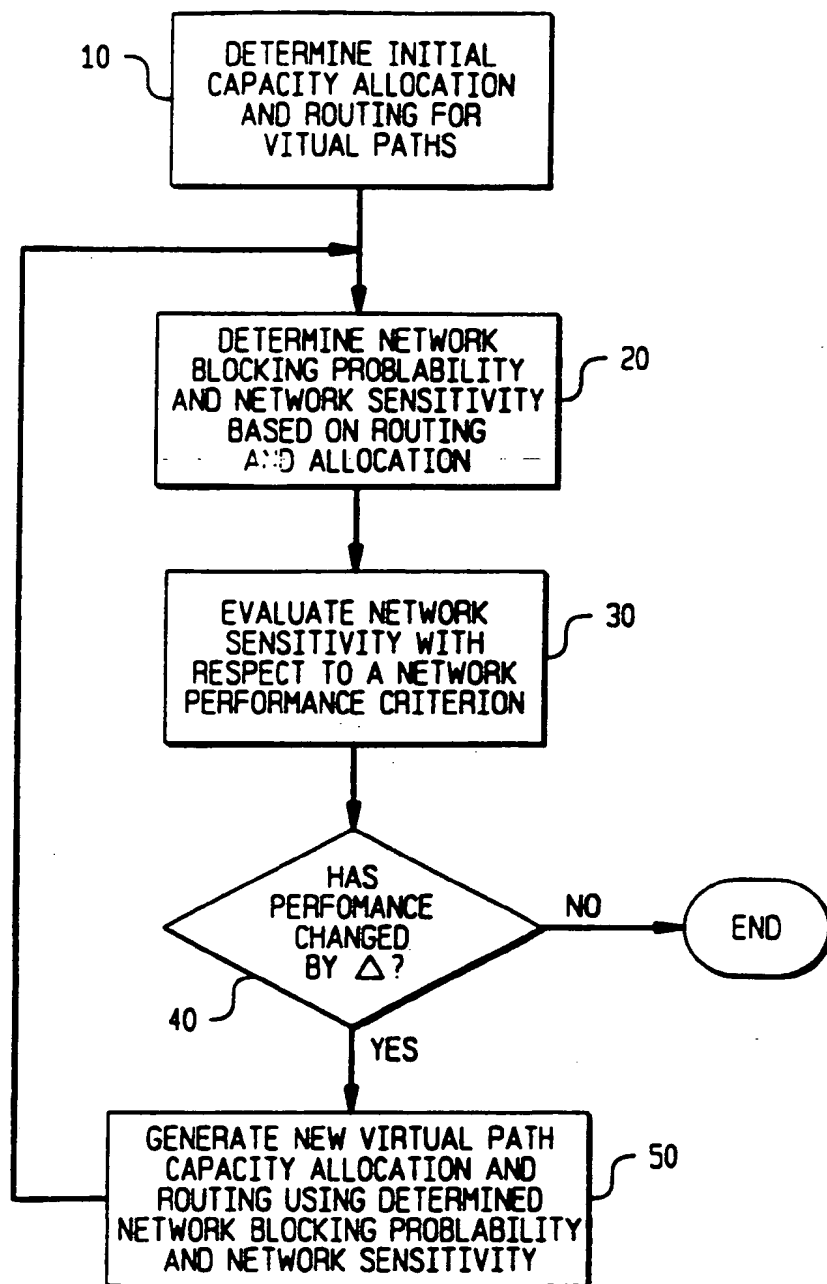 10
DETERMINE INITIAL
CAPACITY ALLOCATION
AND ROUTING FOR
VITUAL PATHS
DETERMINE NETWORK
BLOCKING PROBLABILITY
AND NETWORK SENSITIVITY
BASED ON ROUTING
AND ALLOCATION
20
EVALUATE NETWORK
SENSITIVITY WITH
RESPECT TO A NETWORK
PERFORMANCE CRITERION
30
HAS
PERFOMANCE
CHANGED
BY △ ?
40
NO
END
YES
GENERATE NEW VIRTUAL PATH
CAPACITY ALLOCATION AND
ROUTING USING DETERMINED
NETWORK BLOCKING PROBLABILITY
AND NETWORK SENSITIVITY
50